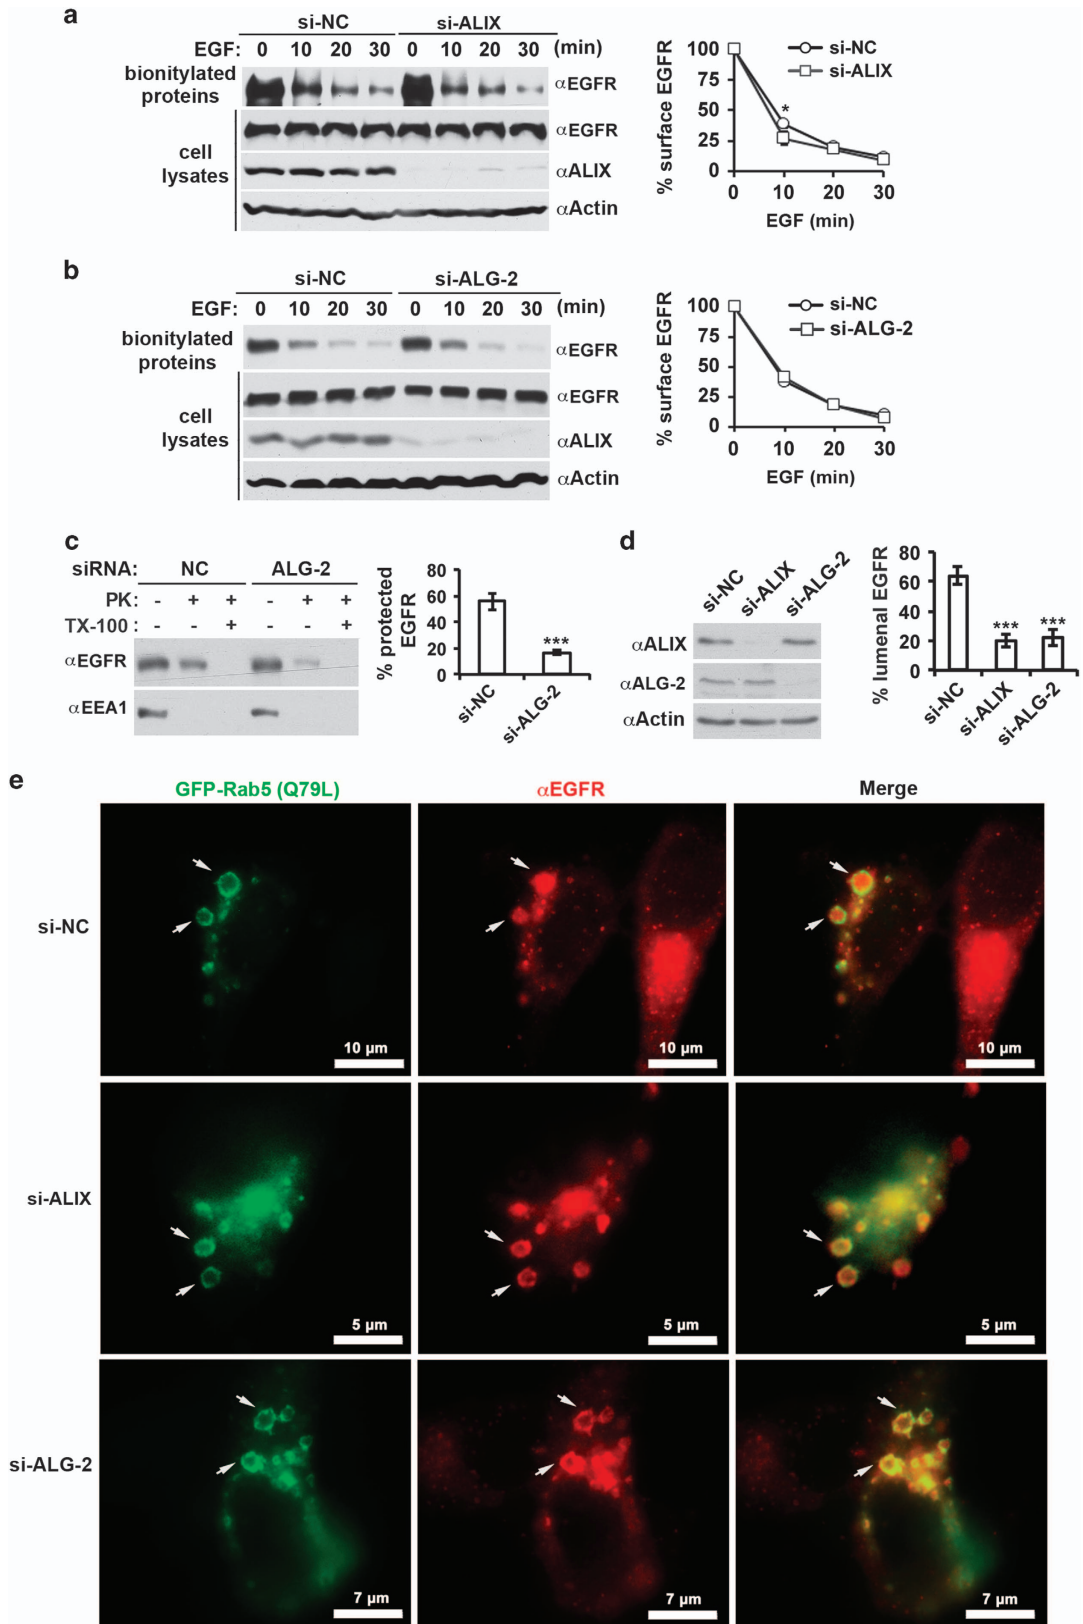 a
si-NC si-ALIX
EGF: 0 10 20 30 0 10 20 30 (min)
bionitylated
proteins
αEGFR
cell
lysates
αEGFR
αALIX
αActin
% surface EGFR
100
75
50
25
0
*
si-NC
si-ALIX
0 10 20 30
EGF (min)
b
si-NC si-ALG-2
EGF: 0 10 20 30 0 10 20 30 (min)
bionitylated
proteins
αEGFR
cell
lysates
αEGFR
αALIX
αActin
% surface EGFR
100
75
50
25
0
si-NC
si-ALG-2
0 10 20 30
EGF (min)
c
siRNA: NC ALG-2
PK: - + + - + +
TX-100: - - + - - +
αEGFR
αEEA1
% protected
EGFR
80
60
40
20
0
***
si-NC
si-ALG-2
d
si-NC
si-ALIX
si-ALG-2
αALIX
αALG-2
αActin
% lumenal EGFR
80
60
40
20
0
*** ***
si-NC
si-ALIX
si-ALG-2
e
GFP-Rab5 (Q79L) αEGFR Merge
si-NC
10 µm 10 µm 10 µm
si-ALIX
5 µm 5 µm 5 µm
si-ALG-2
7 µm 7 µm 7 µm